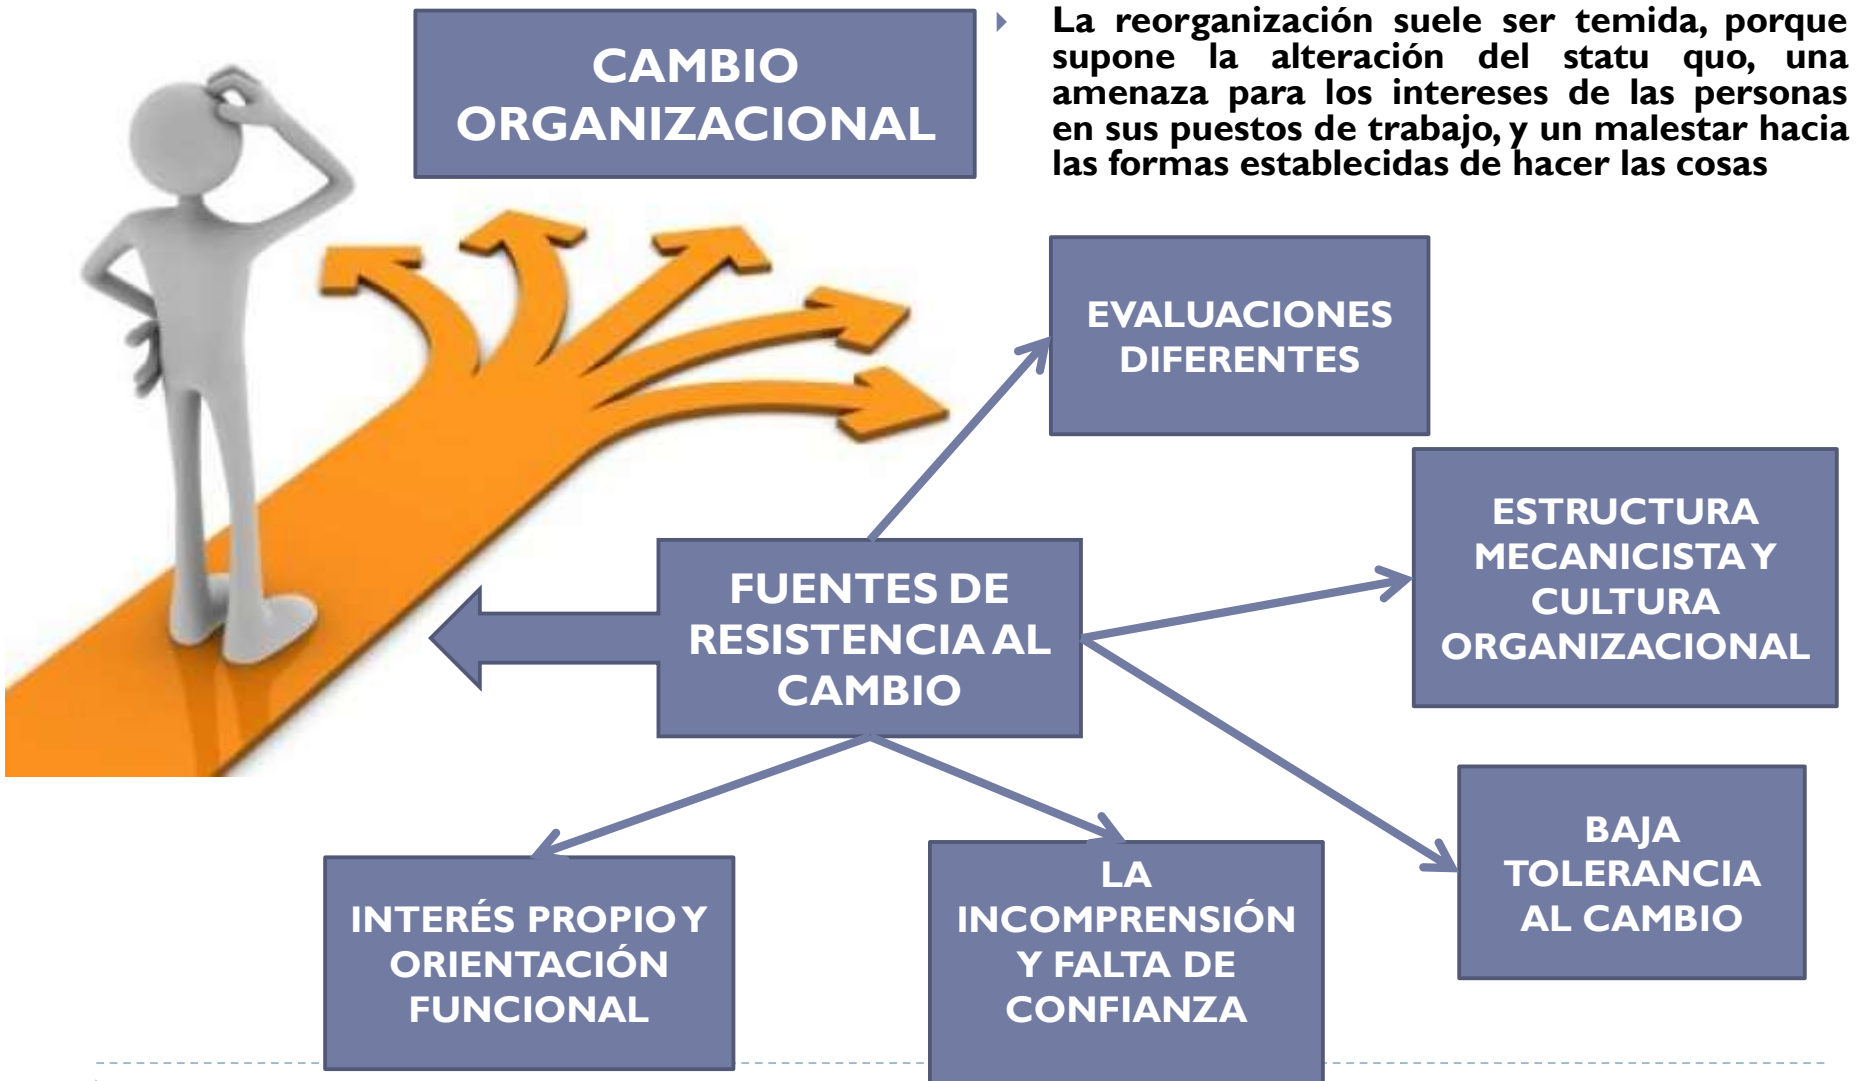 CAMBIO
ORGANIZACIONAL
La reorganización suele ser temida, porque
supone la alteración del statu quo, una
amenaza para los intereses de las personas
en sus puestos de trabajo, y un malestar hacia
las formas establecidas de hacer las cosas
EVALUACIONES
DIFERENTES
ESTRUCTURA
MECANICISTA Y
CULTURA
ORGANIZACIONAL
FUENTES DE
RESISTENCIA AL
CAMBIO
BAJA
TOLERANCIA
AL CAMBIO
INTERÉS PROPIO Y
ORIENTACIÓN
FUNCIONAL
LA
INCOMPRENSIÓN
Y FALTA DE
CONFIANZA